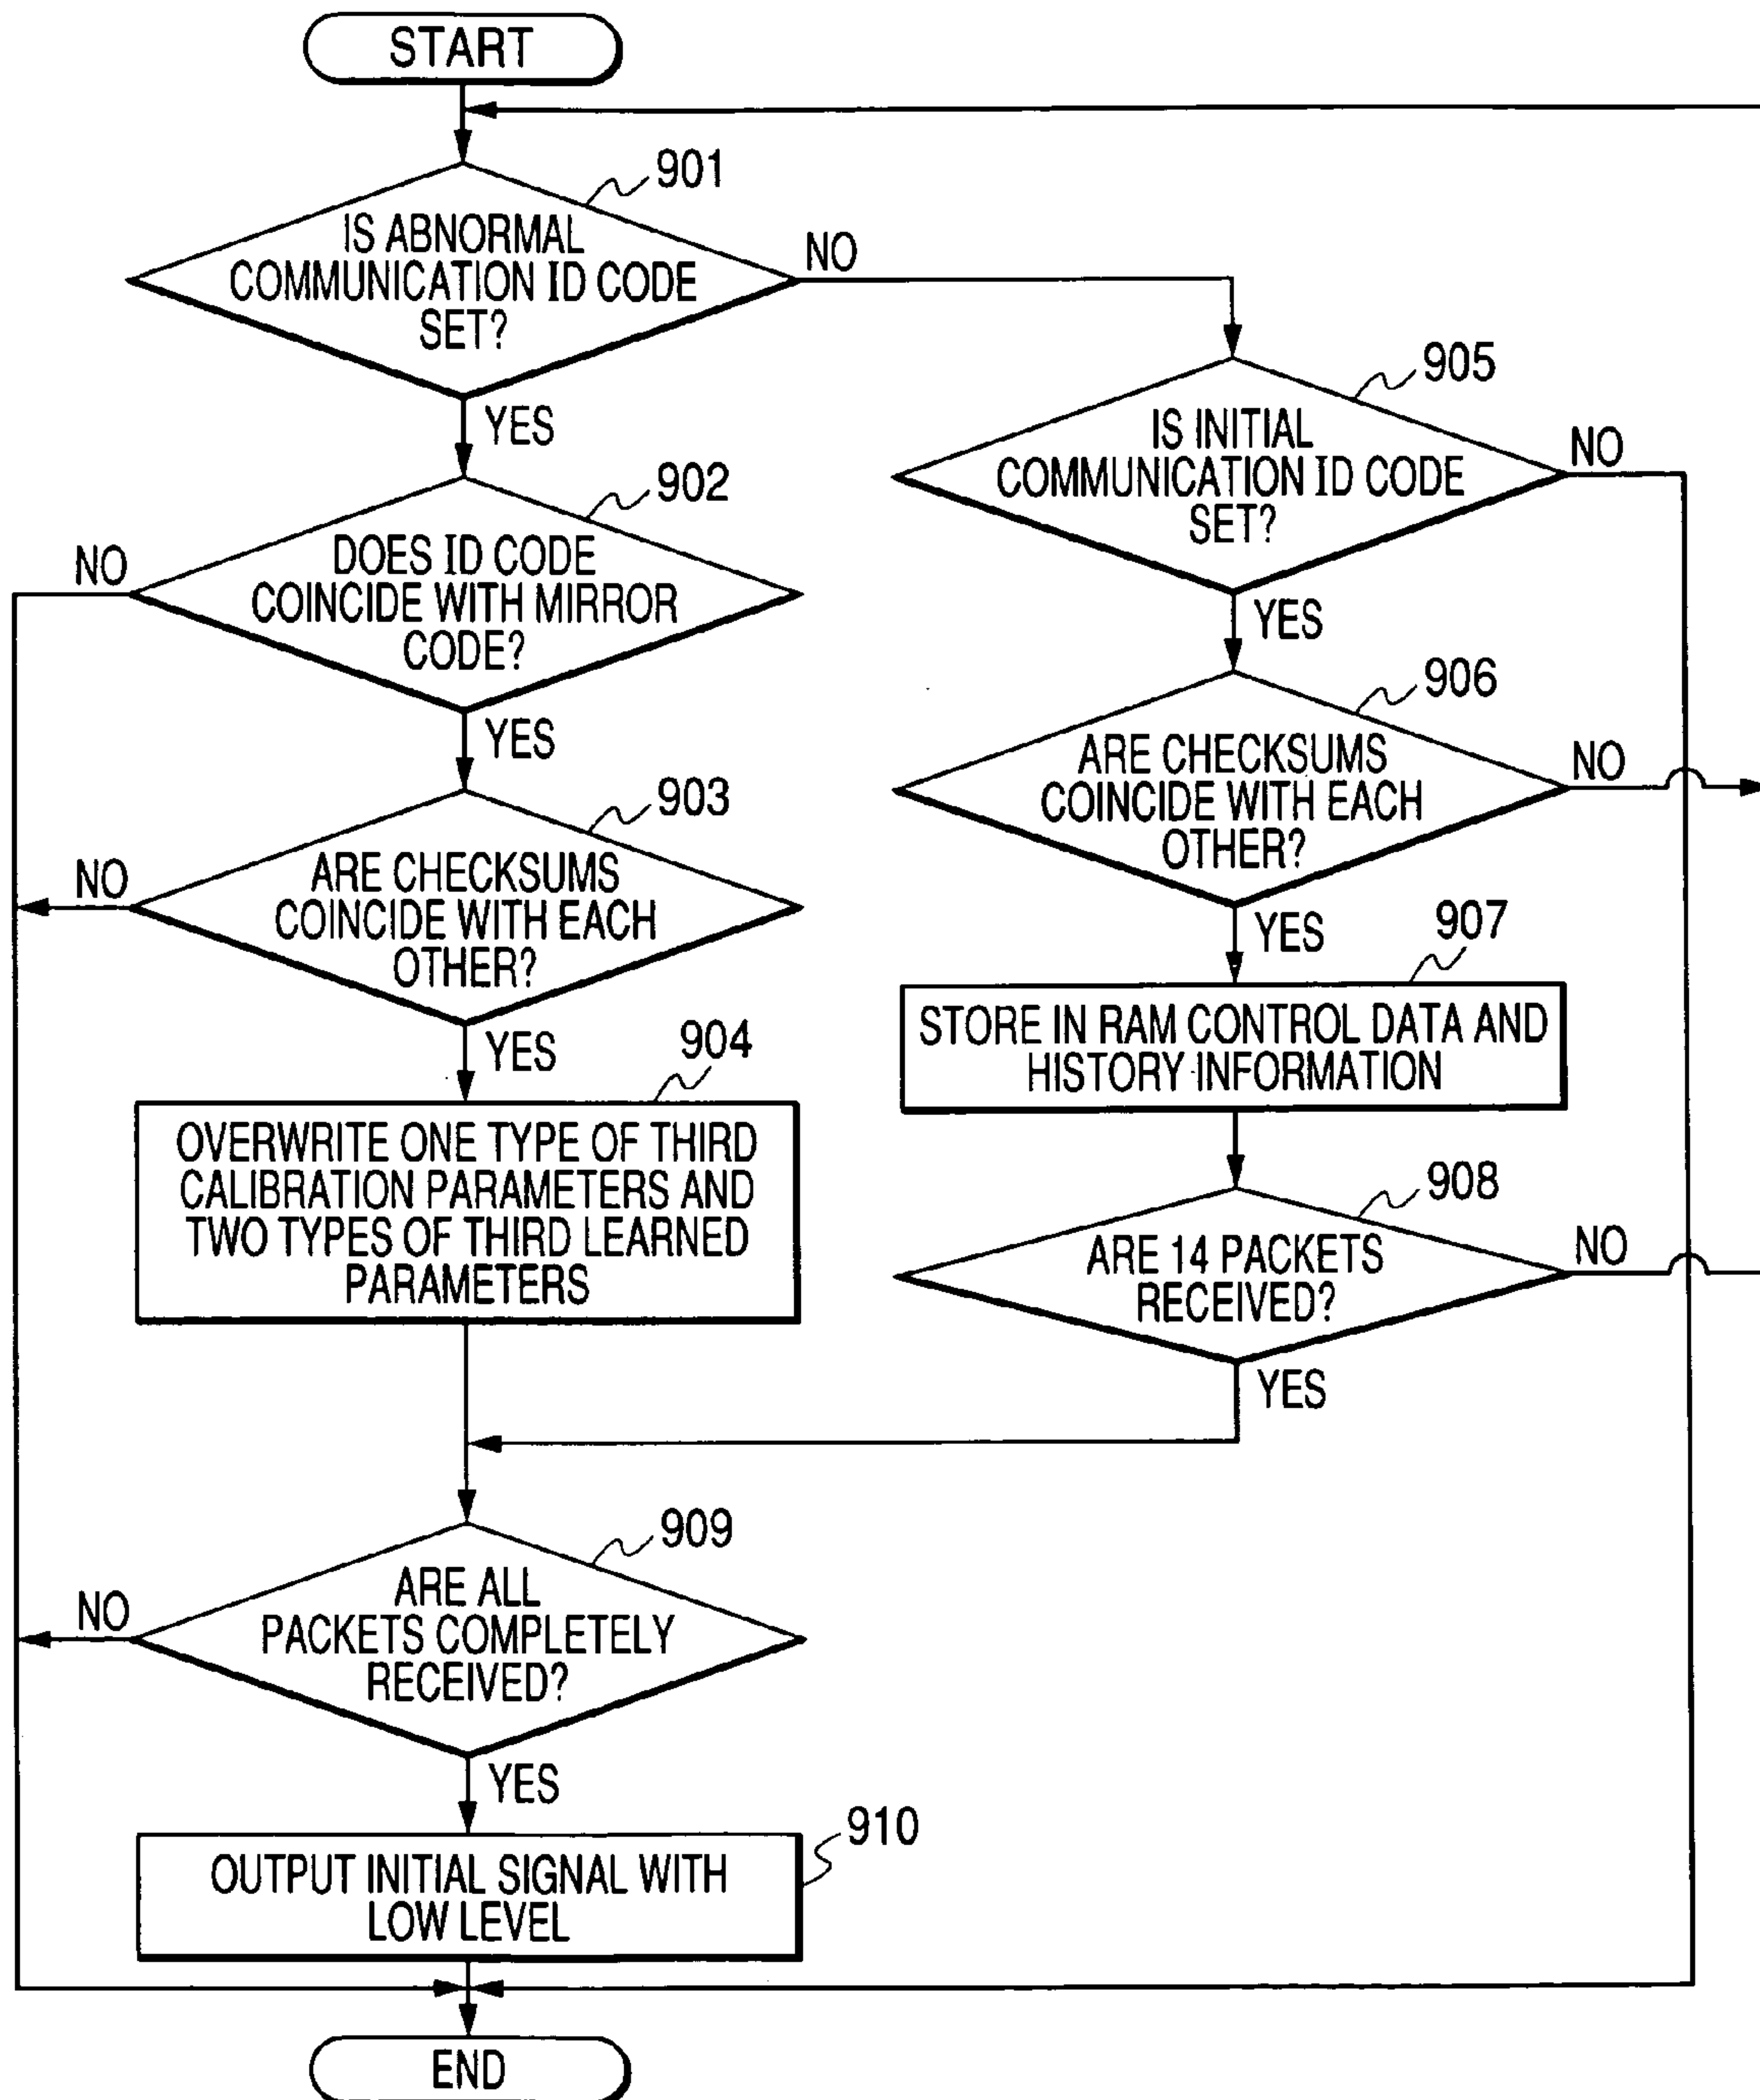 START
901
IS ABNORMAL
COMMUNICATION ID CODE
SET?
NO
YES
902
DOES ID CODE
COINCIDE WITH MIRROR
CODE?
NO
YES
903
ARE CHECKSUMS
COINCIDE WITH EACH
OTHER?
NO
YES
904
OVERWRITE ONE TYPE OF THIRD
CALIBRATION PARAMETERS AND
TWO TYPES OF THIRD LEARNED
PARAMETERS
905
IS INITIAL
COMMUNICATION ID CODE
SET?
NO
YES
906
ARE CHECKSUMS
COINCIDE WITH EACH
OTHER?
NO
YES
907
STORE IN RAM CONTROL DATA AND
HISTORY INFORMATION
908
ARE 14 PACKETS
RECEIVED?
NO
YES
909
ARE ALL
PACKETS COMPLETELY
RECEIVED?
NO
YES
910
OUTPUT INITIAL SIGNAL WITH
LOW LEVEL
END